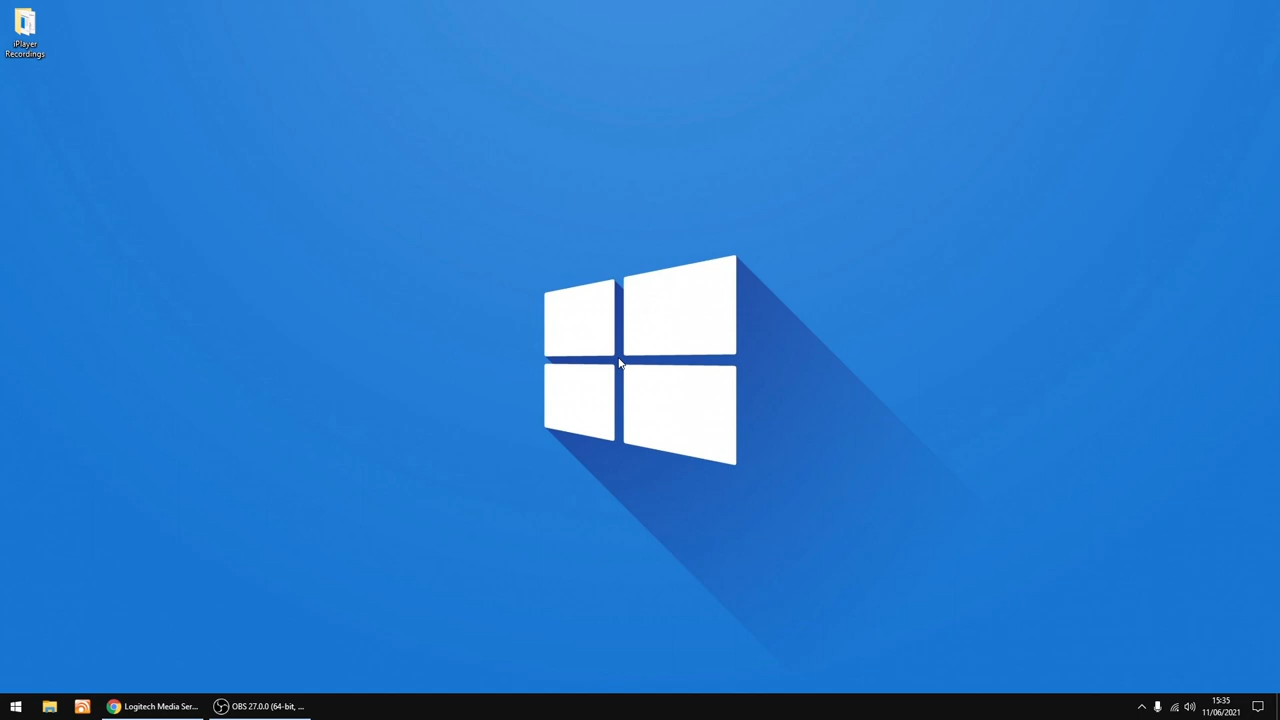 iPlayer
Recordings
Logitech Media Ser...
OBS 27.0.0 (64-bit, ...
15:35
11/06/2021